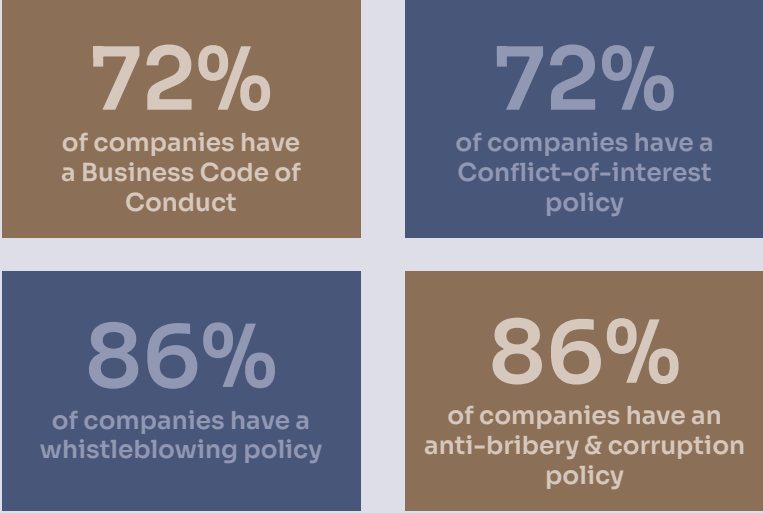 72%
of companies have
a Business Code of
Conduct
72%
of companies have a
Conflict-of-interest
policy
86%
of companies have a
whistleblowing policy
86%
of companies have an
anti-bribery & corruption
policy